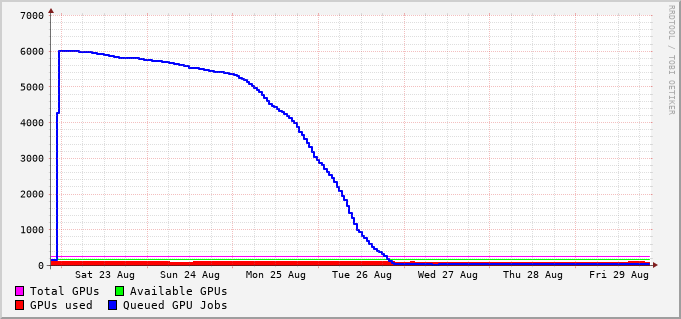 7000
6000
5000
4000
3000
2000
1000
0
Sat 23 Aug Sun 24 Aug Mon 25 Aug Tue 26 Aug Wed 27 Aug Thu 28 Aug Fri 29 Aug
Total GPUs Available GPUs
GPUs used Queued GPU Jobs
RRDTOOL / TOBI OETIKER